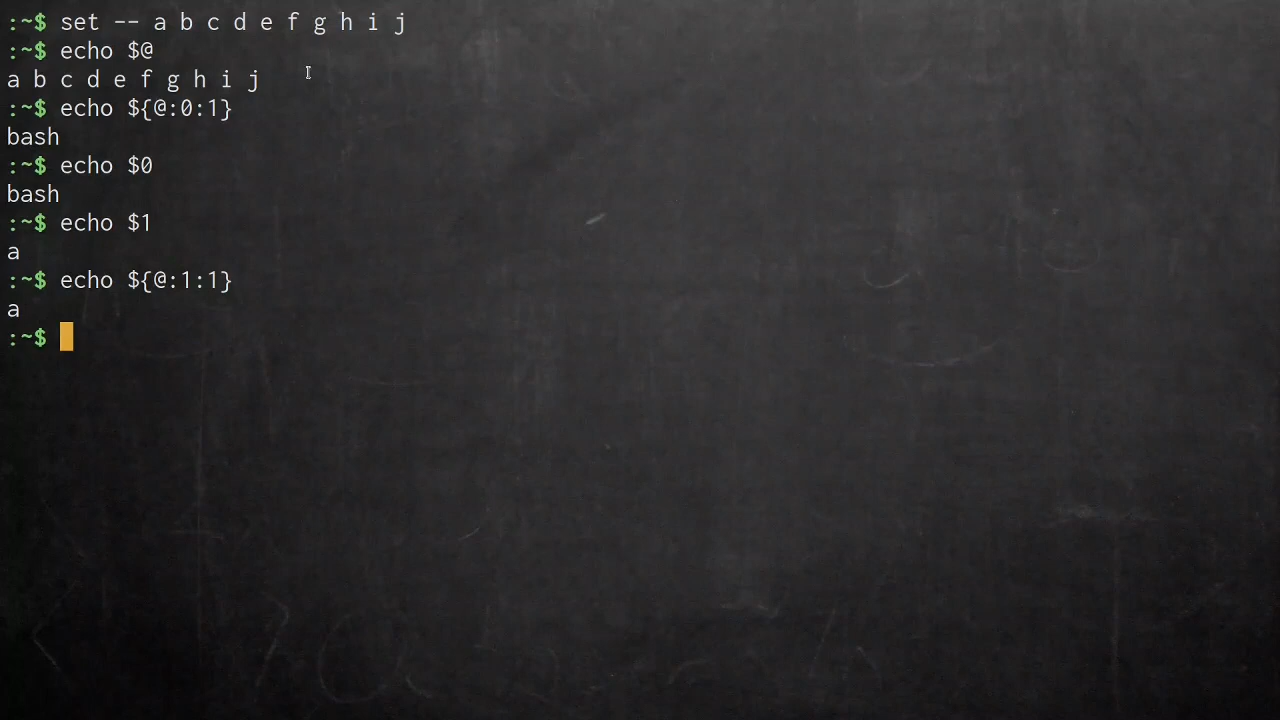 :~$ set -- a b c d e f g h i j
:~$ echo $@
a b c d e f g h i j
:~$ echo ${@:0:1}
bash
:~$ echo $0
bash
:~$ echo $1
a
:~$ echo ${@:1:1}
a
:~$